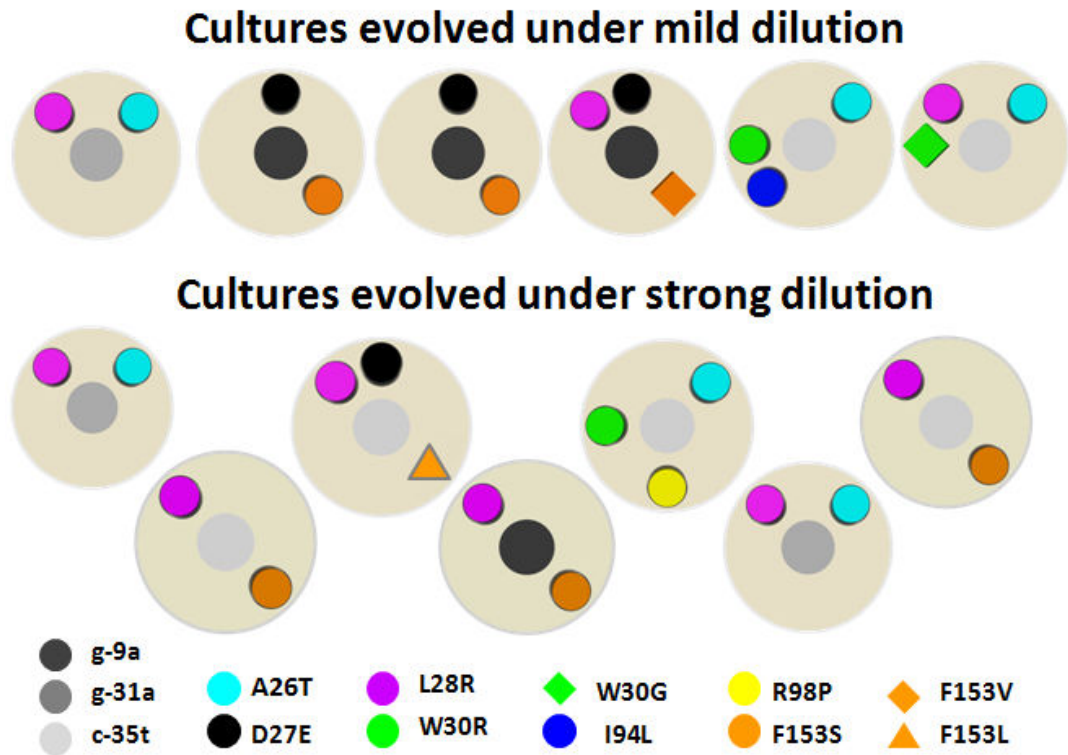 Cultures evolved under mild dilution
Cultures evolved under strong dilution
g-9a
g-31a
c-35t
A26T
D27E
L28R
W30R
W30G
I94L
R98P
F153S
F153V
F153L